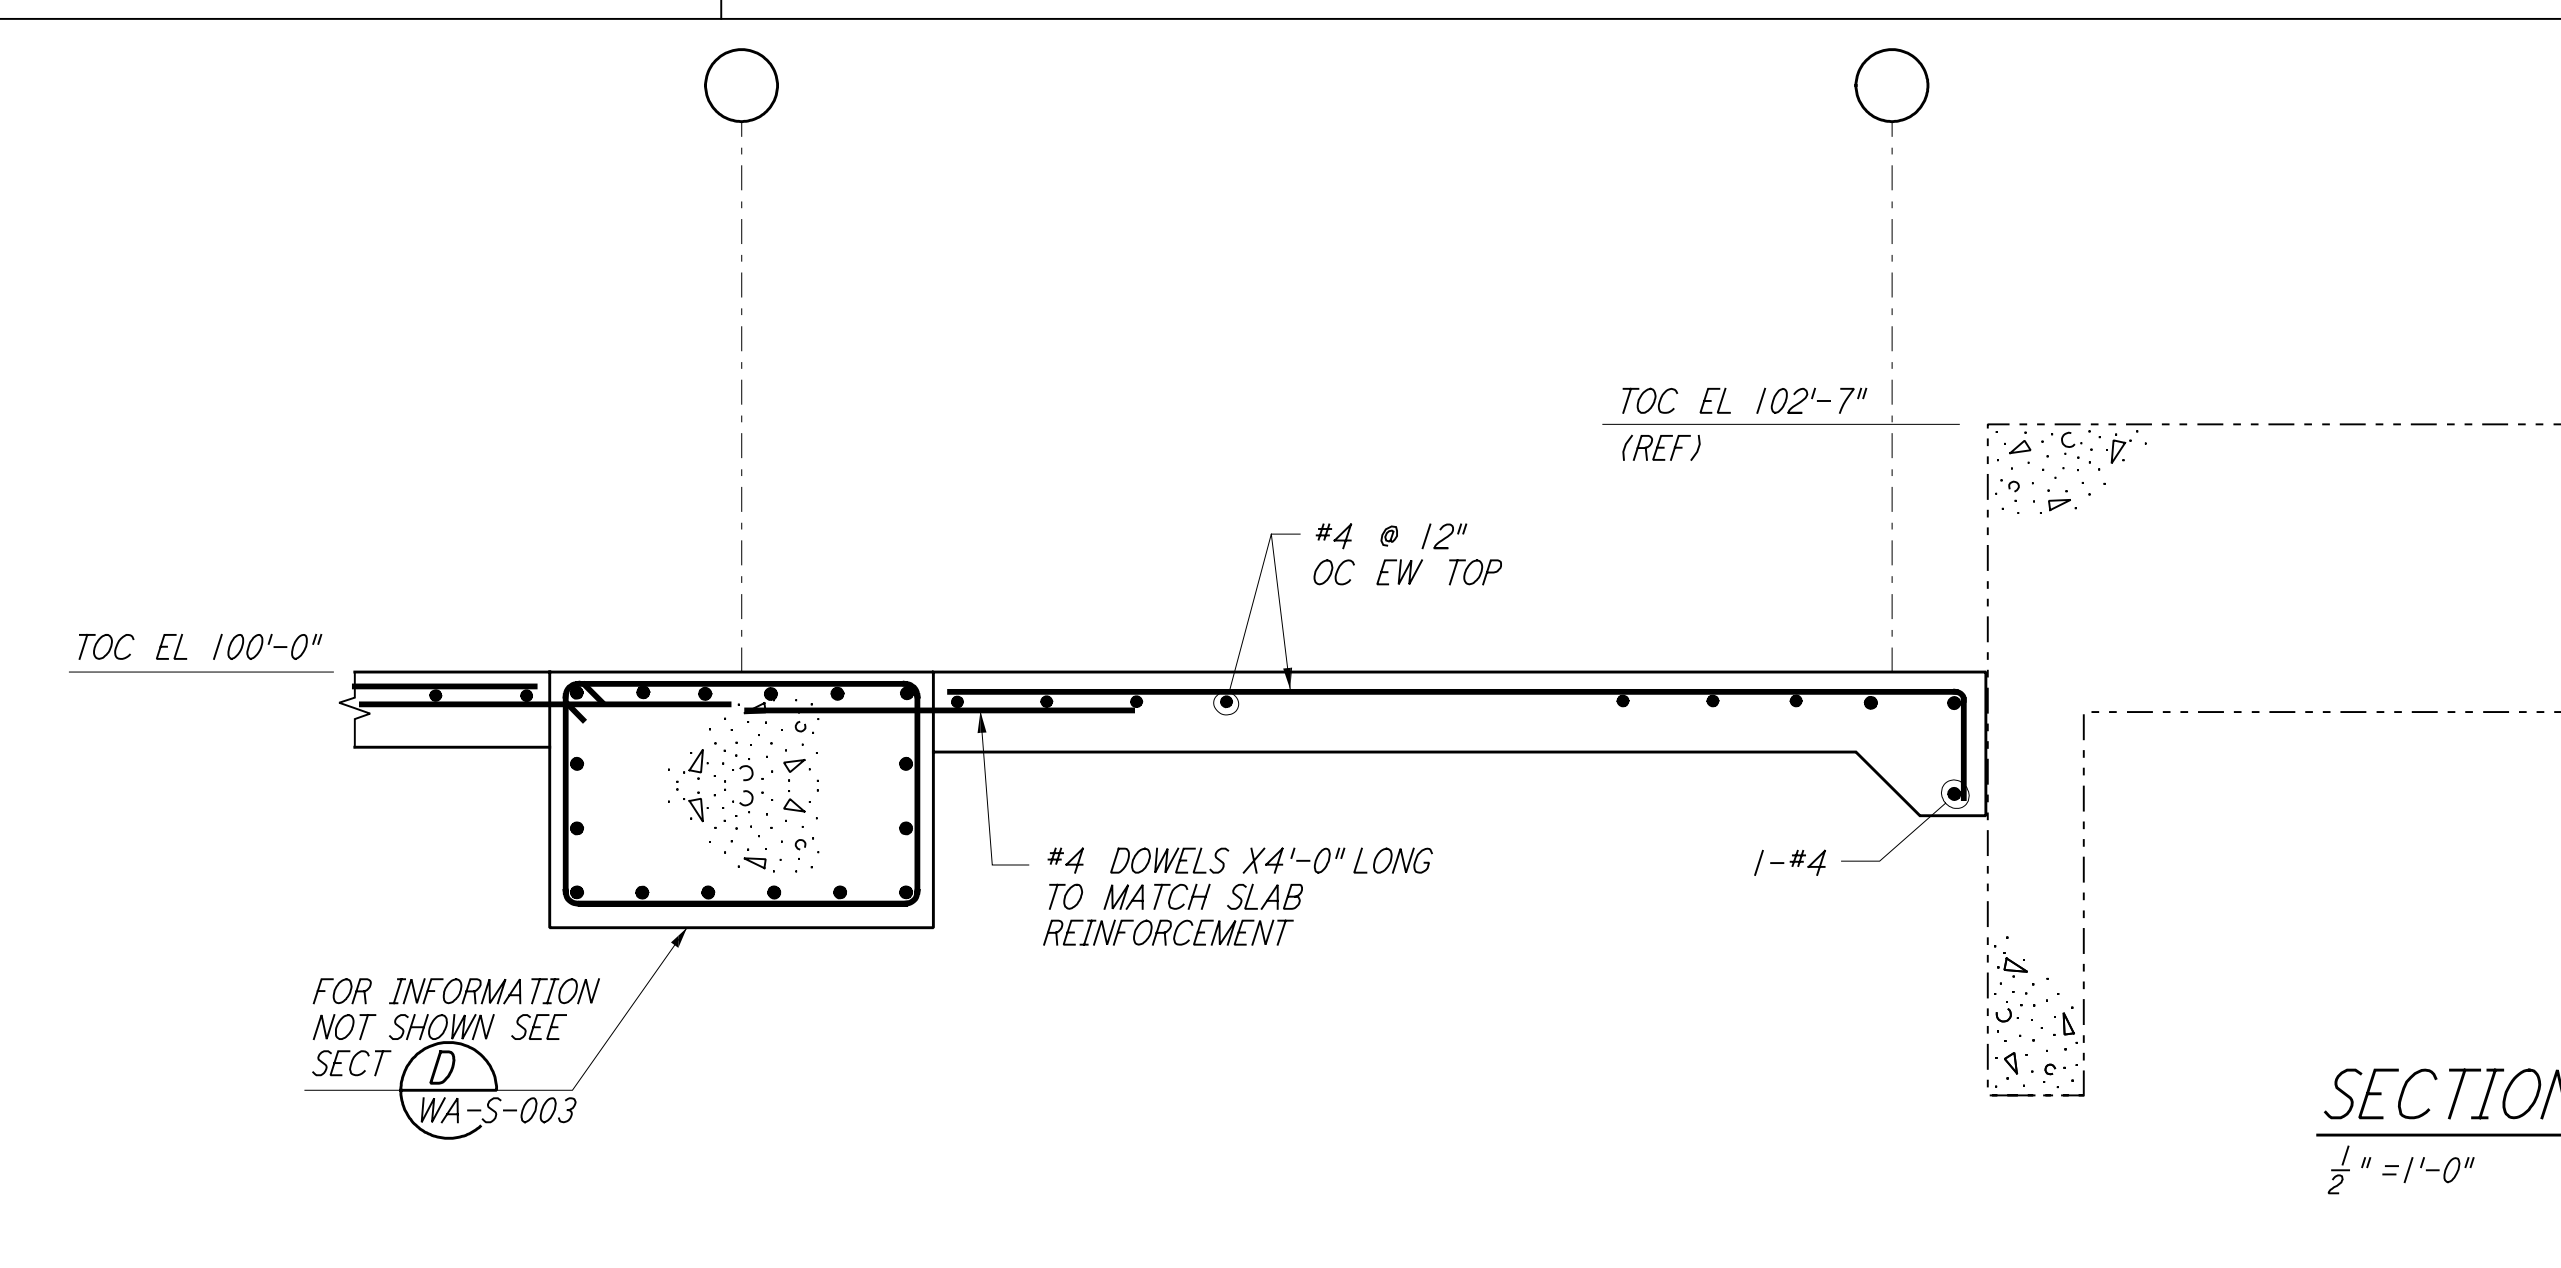 TOC EL 102'-7"
(REF)
#4 @ 12"
OC EW TOP
TOC EL 100'-0"
#4 DOWELS X4'-0" LONG
TO MATCH SLAB
REINFORCEMENT
1-#4
FOR INFORMATION
NOT SHOWN SEE
SECT D
WA-S-003
SECTION
1/2" =1'-0"